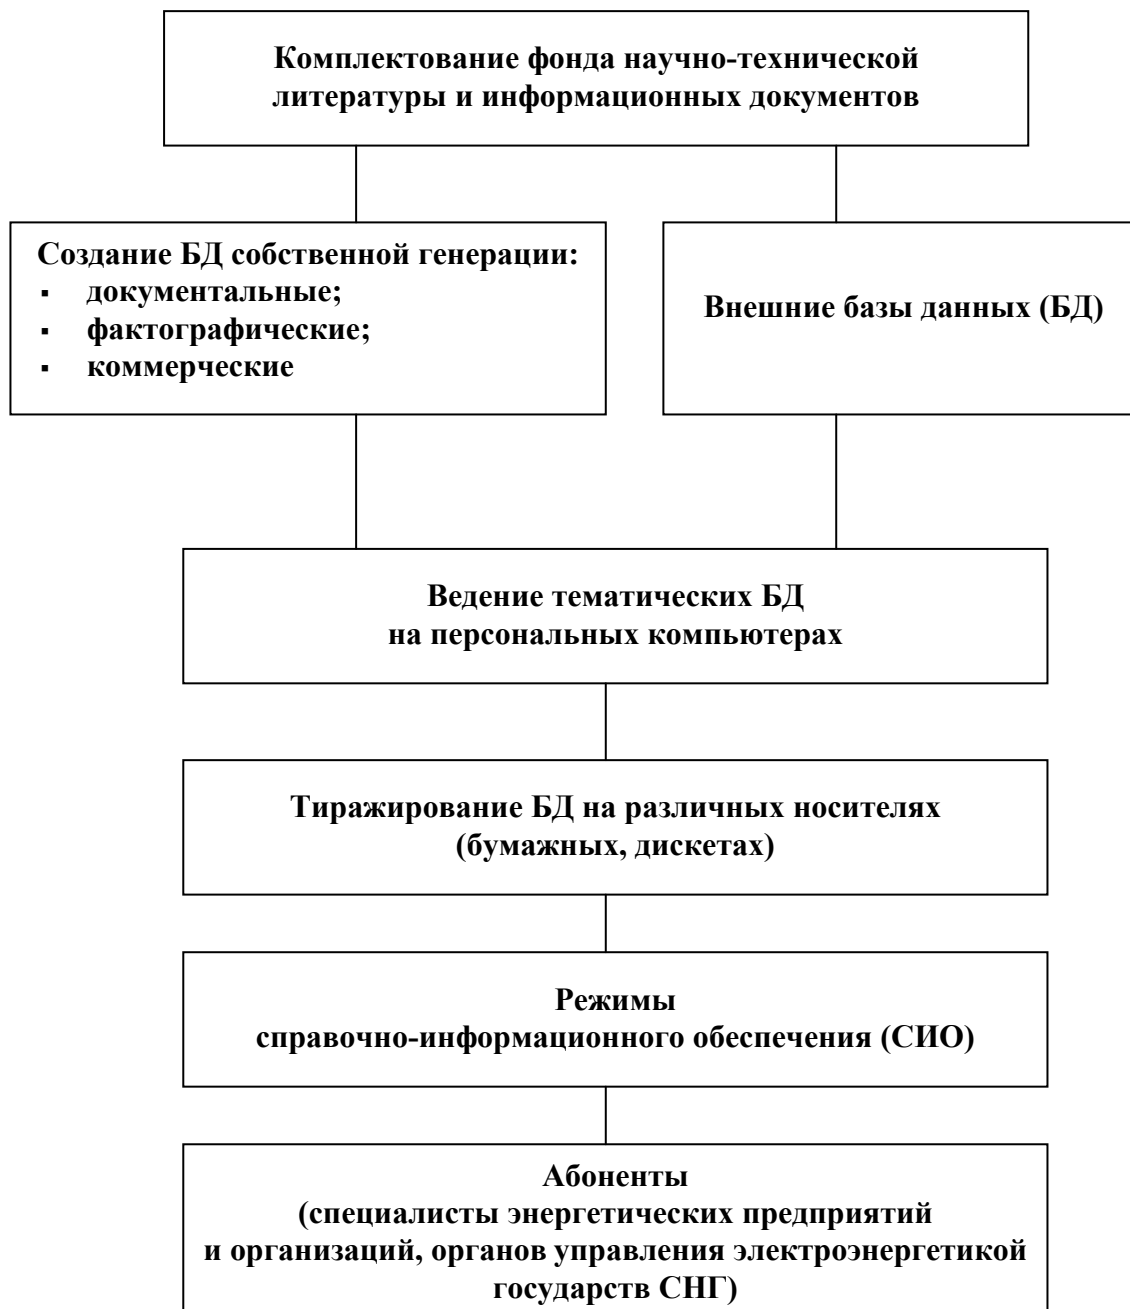 Комплектование фонда научно-технической
литературы и информационных документов
Создание БД собственной генерации:
▪ документальные;
▪ фактографические;
▪ коммерческие
Внешние базы данных (БД)
Ведение тематических БД
на персональных компьютерах
Тиражирование БД на различных носителях
(бумажных, дискетах)
Режимы
справочно-информационного обеспечения (СИО)
Абоненты
(специалисты энергетических предприятий
и организаций, органов управления электроэнергетикой
государств СНГ)